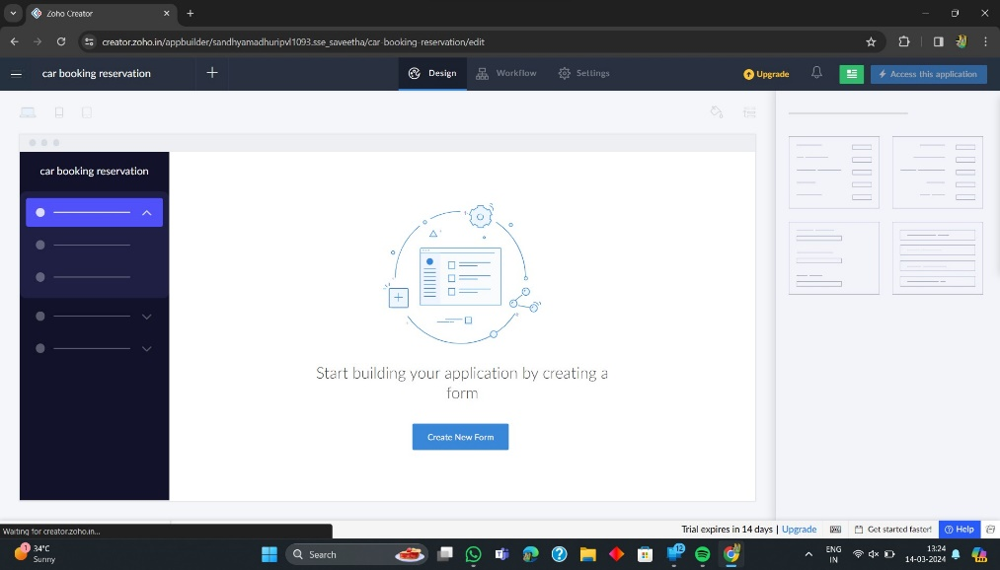 Zoho Creator
creator.zoho.in/appbuilder/sandhyamadhuripvl1093.sse_saveetha/car-booking-reservation/edit
car booking reservation
Design
Workflow
Settings
Upgrade
Access this application
car booking reservation
Start building your application by creating a
form
Create New Form
Waiting for creator.zoho.in...
Trial expires in 14 days | Upgrade
Get started faster!
Help
1
34°C
Sunny
Search
12
ENG
IN
13:24
14-03-2024